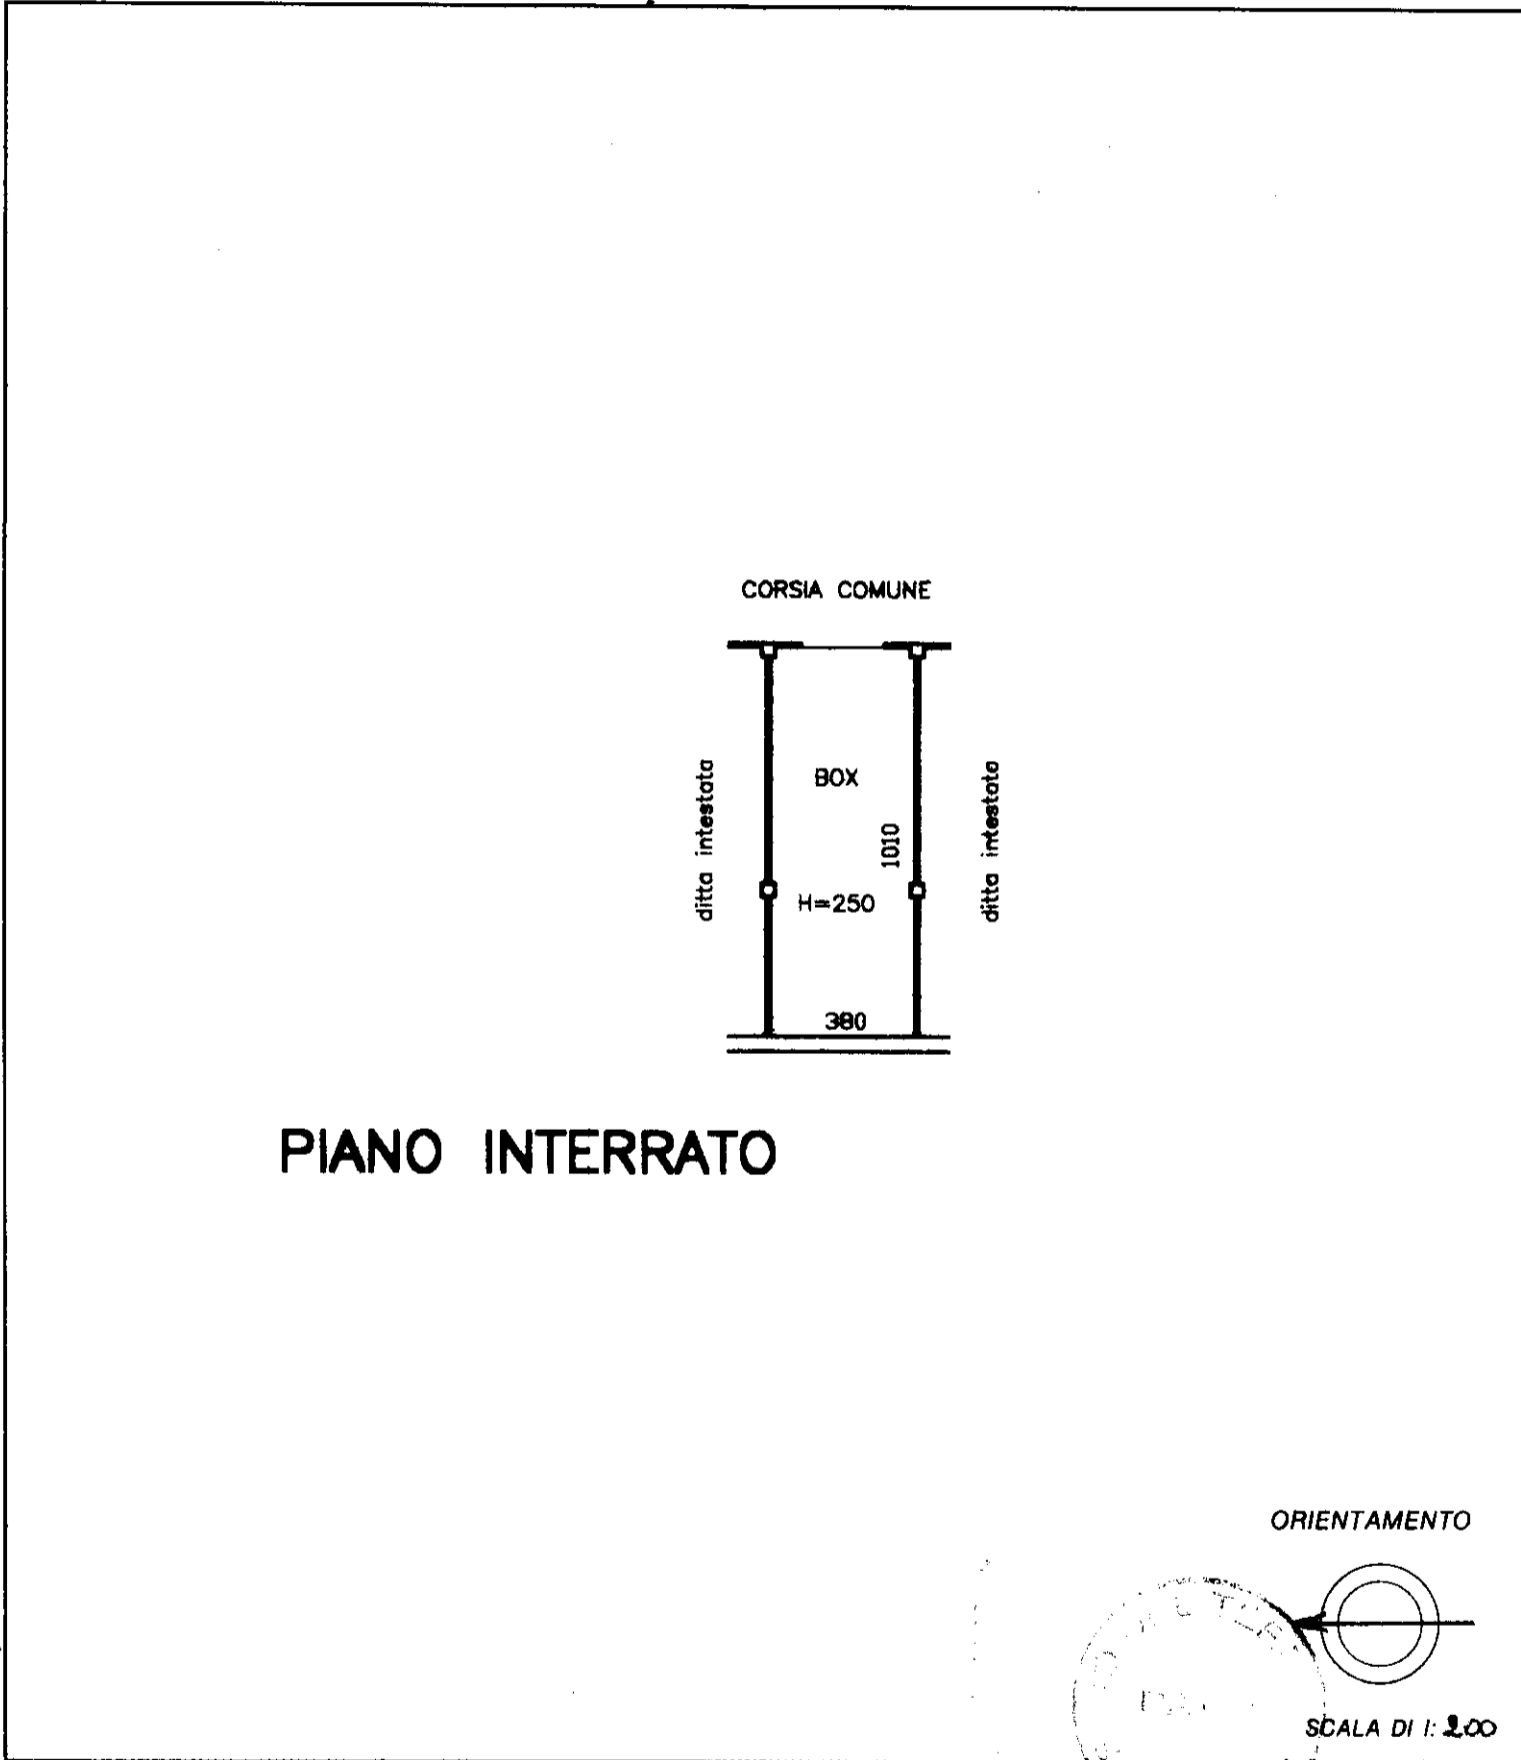 CORSIA COMUNE
ditta intestata
BOX
1010
ditta intestata
H=250
380
PIANO INTERRATO
ORIENTAMENTO
SCALA DI 1: 200